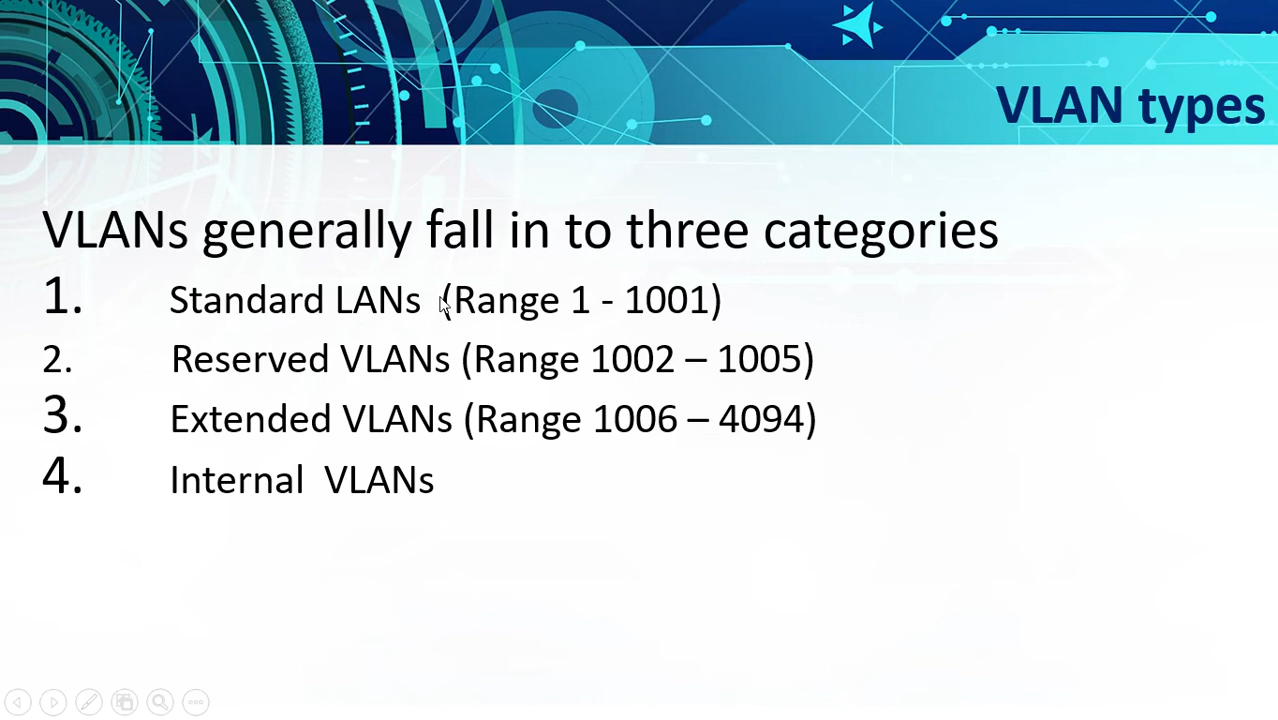 VLAN types
VLANs generally fall in to three categories
1. Standard LANs (Range 1 - 1001)
2. Reserved VLANs (Range 1002 – 1005)
3. Extended VLANs (Range 1006 – 4094)
4. Internal VLANs